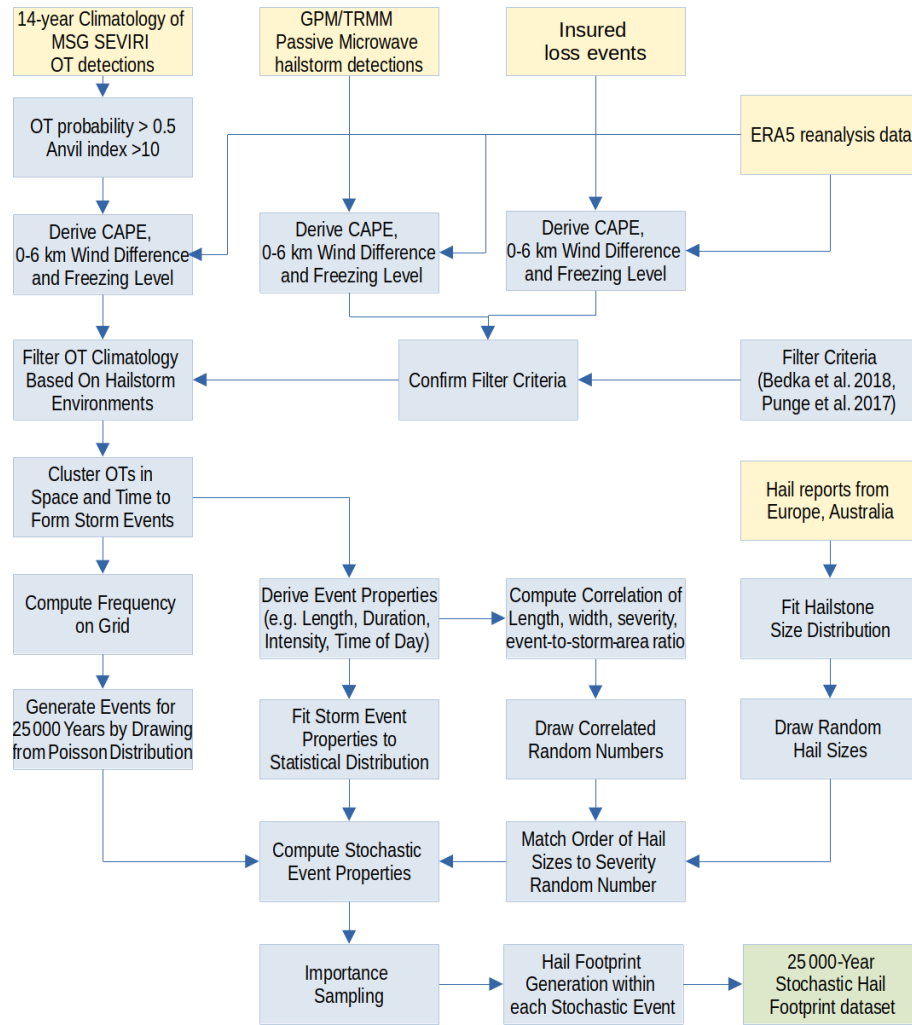 14-year Climatology of
MSG SEVIRI
OT detections
GPM/TRMM
Passive Microwave
hailstorm detections
Insured
loss events
OT probability > 0.5
Anvil index >10
ERA5 reanalysis data
Derive CAPE,
0-6 km Wind Difference
and Freezing Level
Derive CAPE,
0-6 km Wind Difference
and Freezing Level
Derive CAPE,
0-6 km Wind Difference
and Freezing Level
Filter OT Climatology
Based On Hailstorm
Environments
Confirm Filter Criteria
Filter Criteria
(Bedka et al. 2018,
Punge et al. 2017)
Cluster OTs in
Space and Time to
Form Storm Events
Hail reports from
Europe, Australia
Compute Frequency
on Grid
Derive Event Properties
(e.g. Length, Duration,
Intensity, Time of Day)
Compute Correlation of
Length, width, severity,
event-to-storm-area ratio
Fit Hailstone
Size Distribution
Generate Events for
25 000 Years by Drawing
from Poisson Distribution
Fit Storm Event
Properties to
Statistical Distribution
Draw Correlated
Random Numbers
Draw Random
Hail Sizes
Compute Stochastic
Event Properties
Match Order of Hail
Sizes to Severity
Random Number
Importance
Sampling
Hail Footprint
Generation within
each Stochastic Event
25 000-Year
Stochastic Hail
Footprint dataset